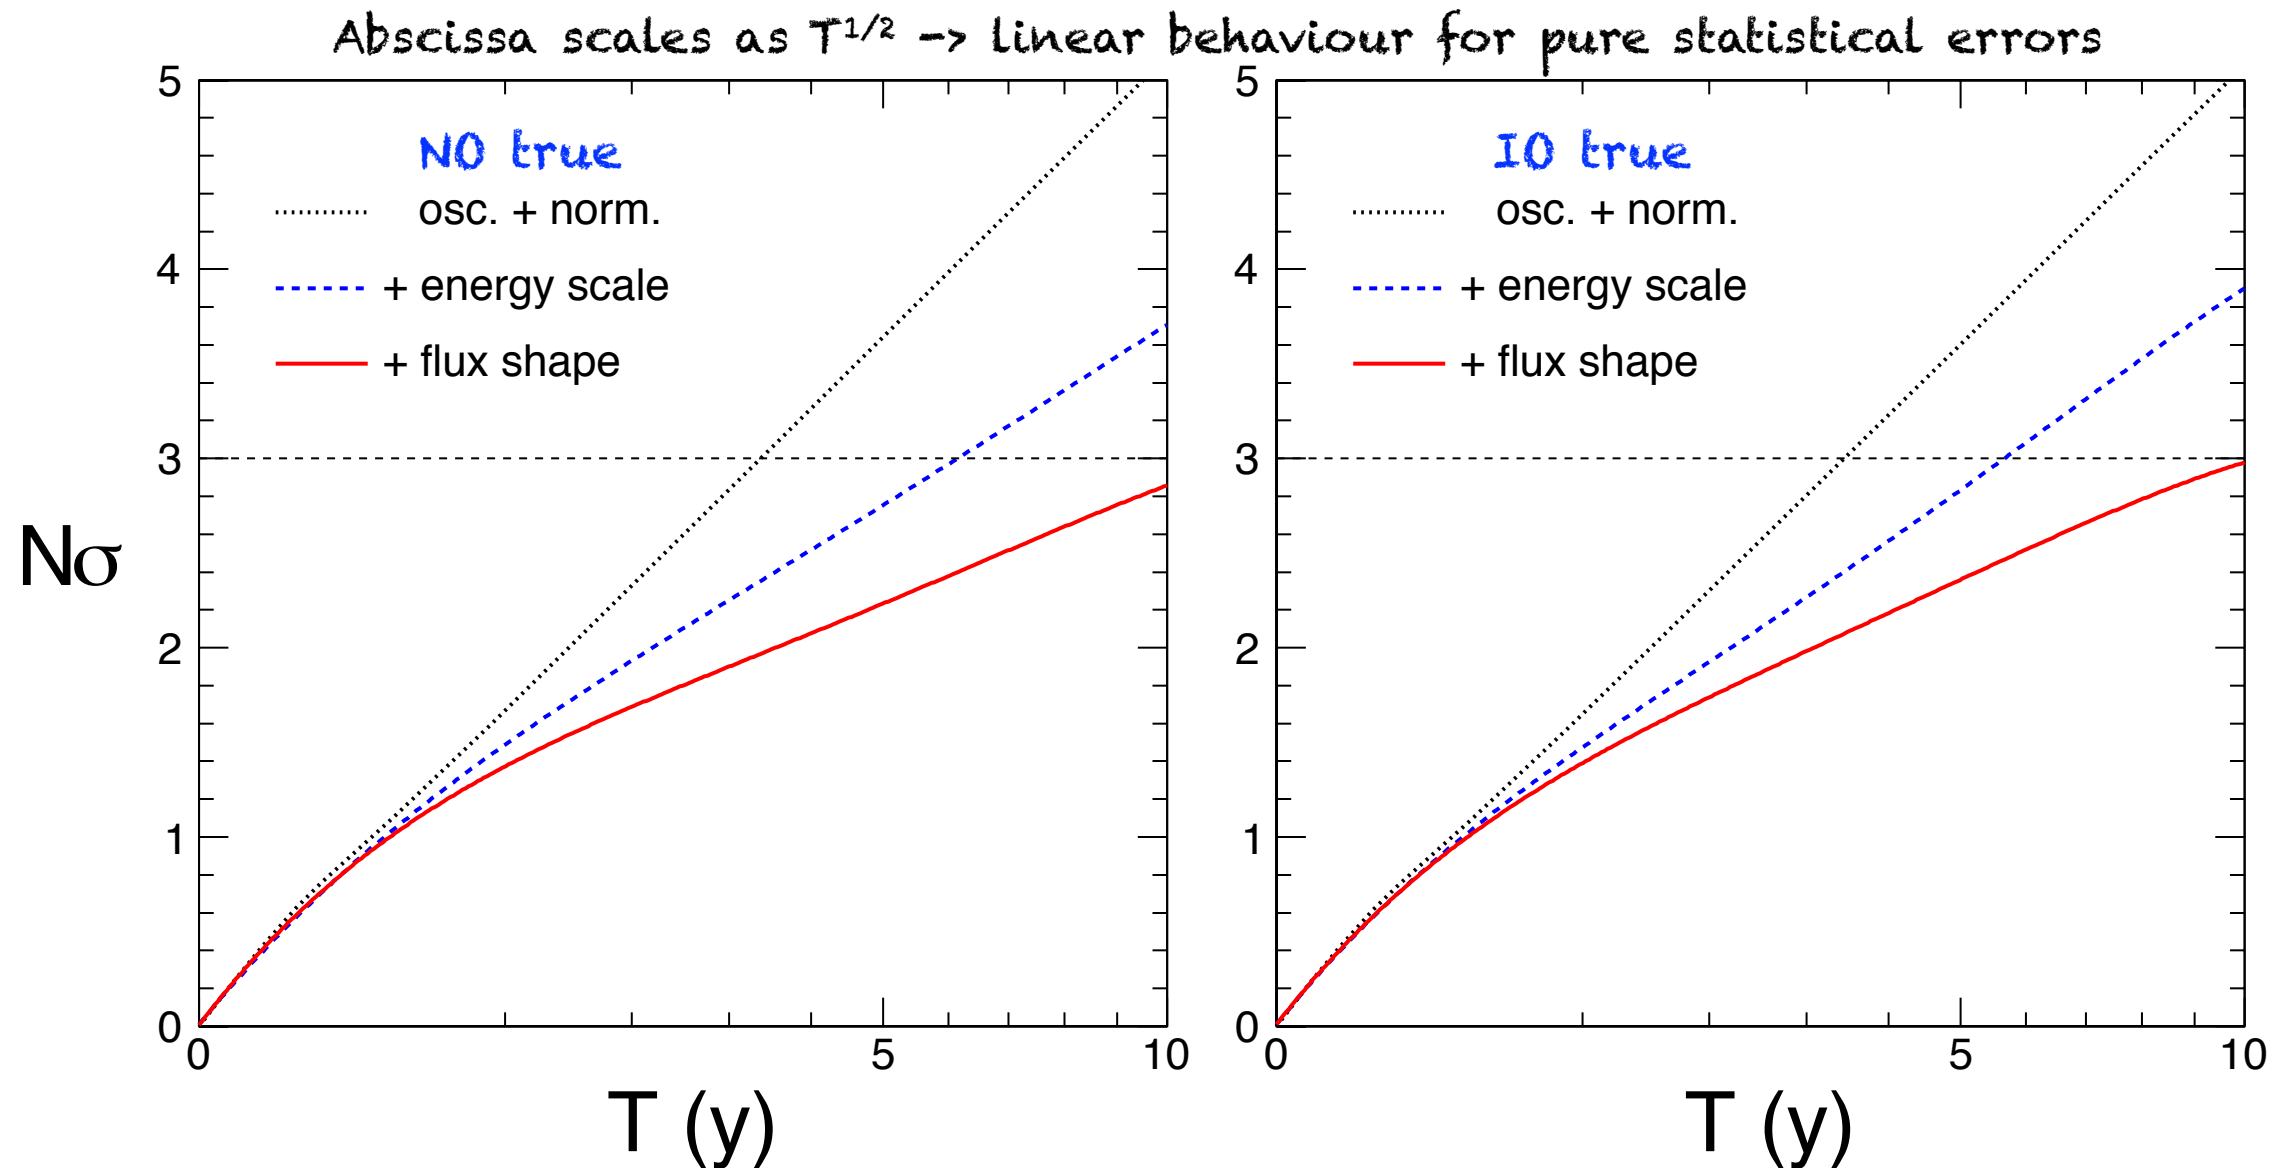 Abscissa scales as T1/2 -> linear behaviour for pure statistical errors
5
NO true
osc. + norm.
+ energy scale
+ flux shape
4
3
2
1
0
0
5
10
T (y)
Nσ
5
IO true
osc. + norm.
+ energy scale
+ flux shape
4
3
2
1
0
0
5
10
T (y)